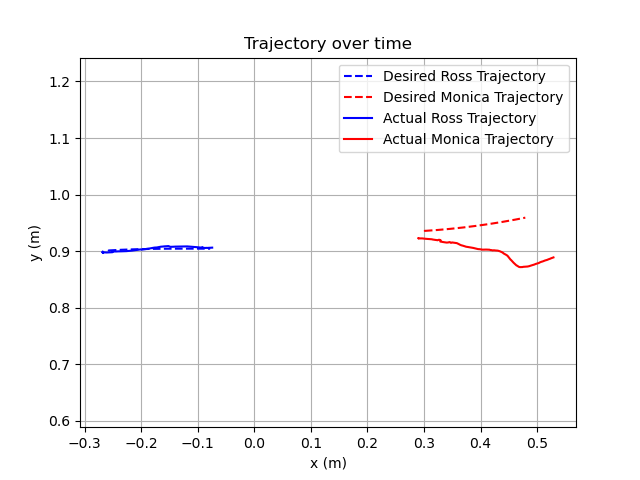 Trajectory over time
Desired Ross Trajectory
Desired Monica Trajectory
Actual Ross Trajectory
Actual Monica Trajectory
1.2
1.1
1.0
0.9
0.8
0.7
0.6
y (m)
−0.3 −0.2 −0.1 0.0 0.1 0.2 0.3 0.4 0.5
x (m)